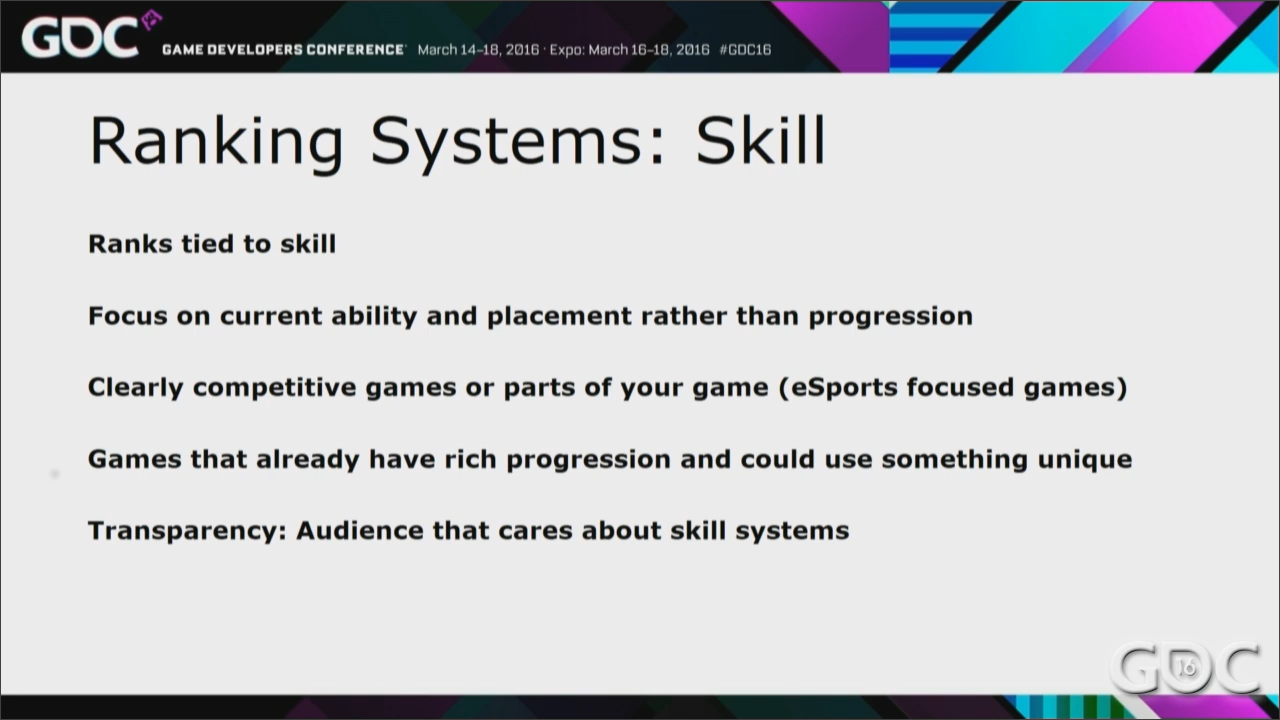 GDC
GAME DEVELOPERS CONFERENCE March 14–18, 2016 · Expo: March 16–18, 2016 #GDC16
Ranking Systems: Skill
Ranks tied to skill
Focus on current ability and placement rather than progression
Clearly competitive games or parts of your game (eSports focused games)
Games that already have rich progression and could use something unique
Transparency: Audience that cares about skill systems
GDC
16